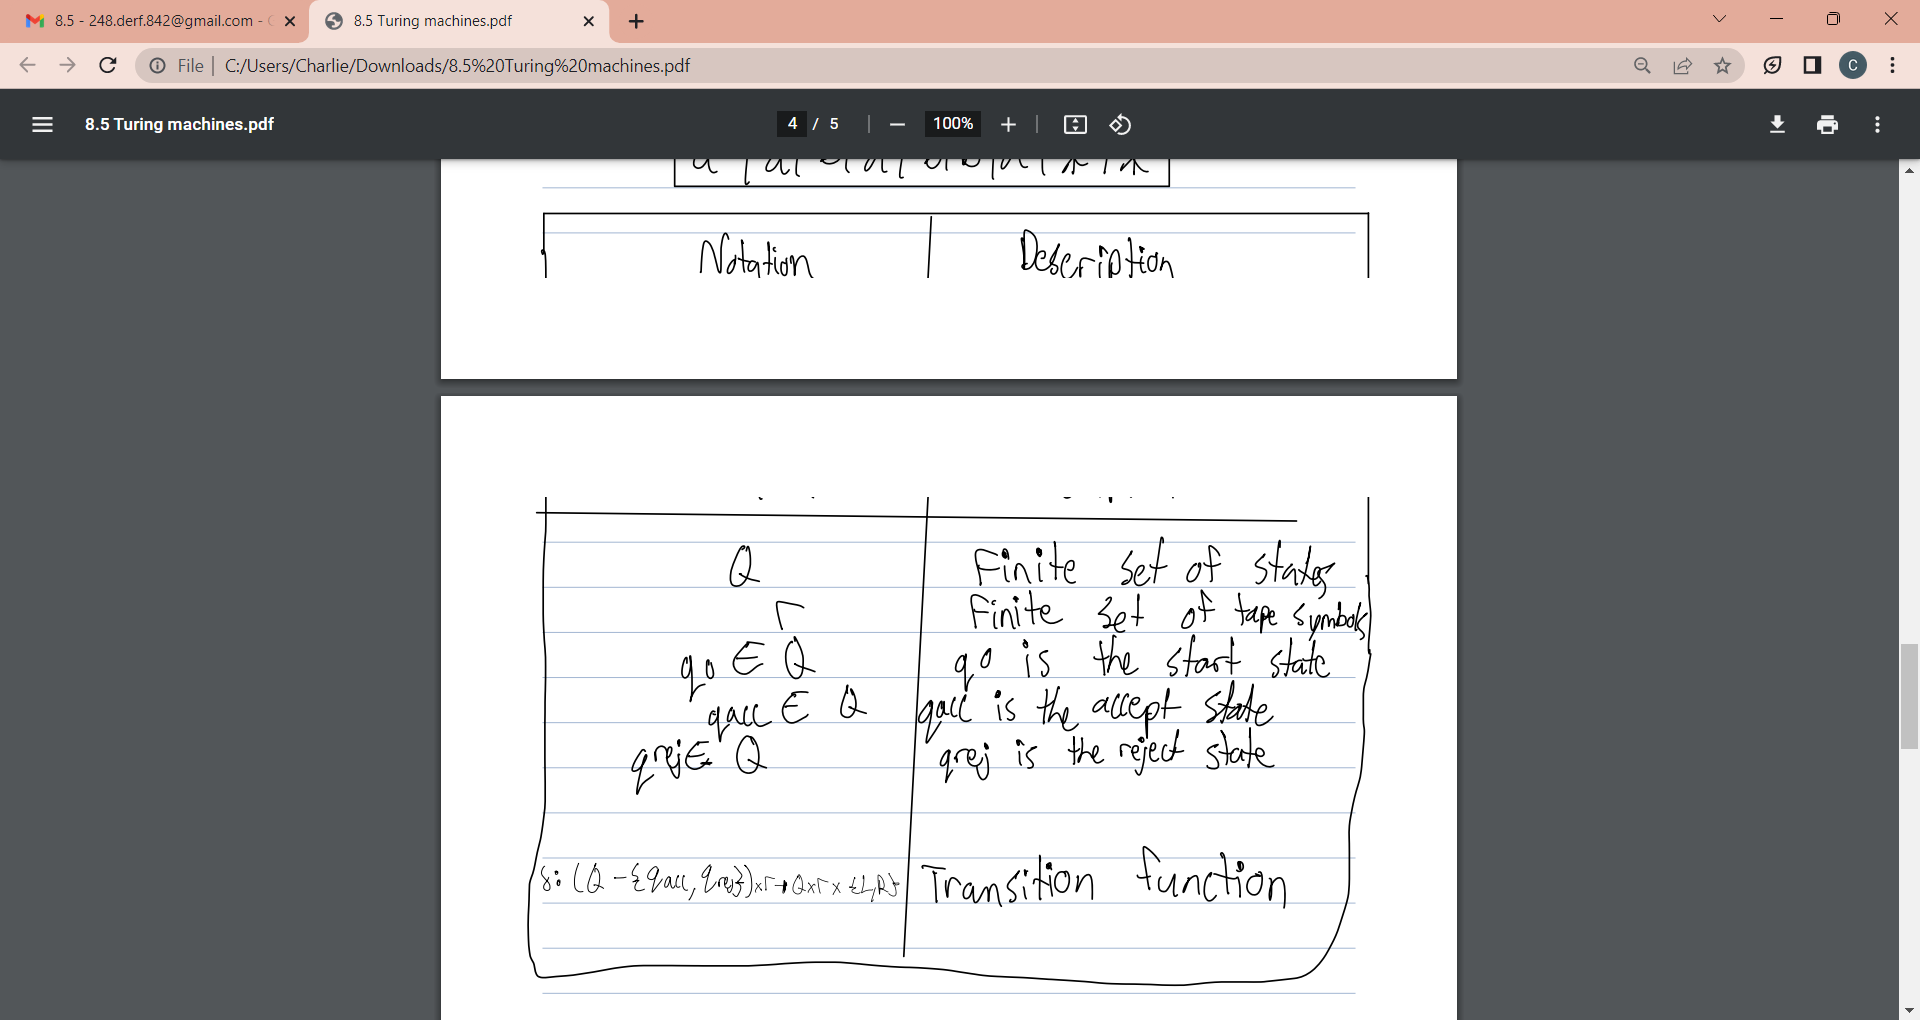 8.5 - 248.derf.842@gmail.com -
8.5 Turing machines.pdf
File | C:/Users/Charlie/Downloads/8.5%20Turing%20machines.pdf
C
8.5 Turing machines.pdf
4 / 5
100%
Notation Description
Q Finite set of states
Γ Finite set of tape symbols
q0 ∈ Q q0 is the start state
qacc ∈ Q qacc is the accept state
qrej ∈ Q qrej is the reject state
δ: (Q - {qacc, qrej}) x Γ → Q x Γ x {L,R} Transition function